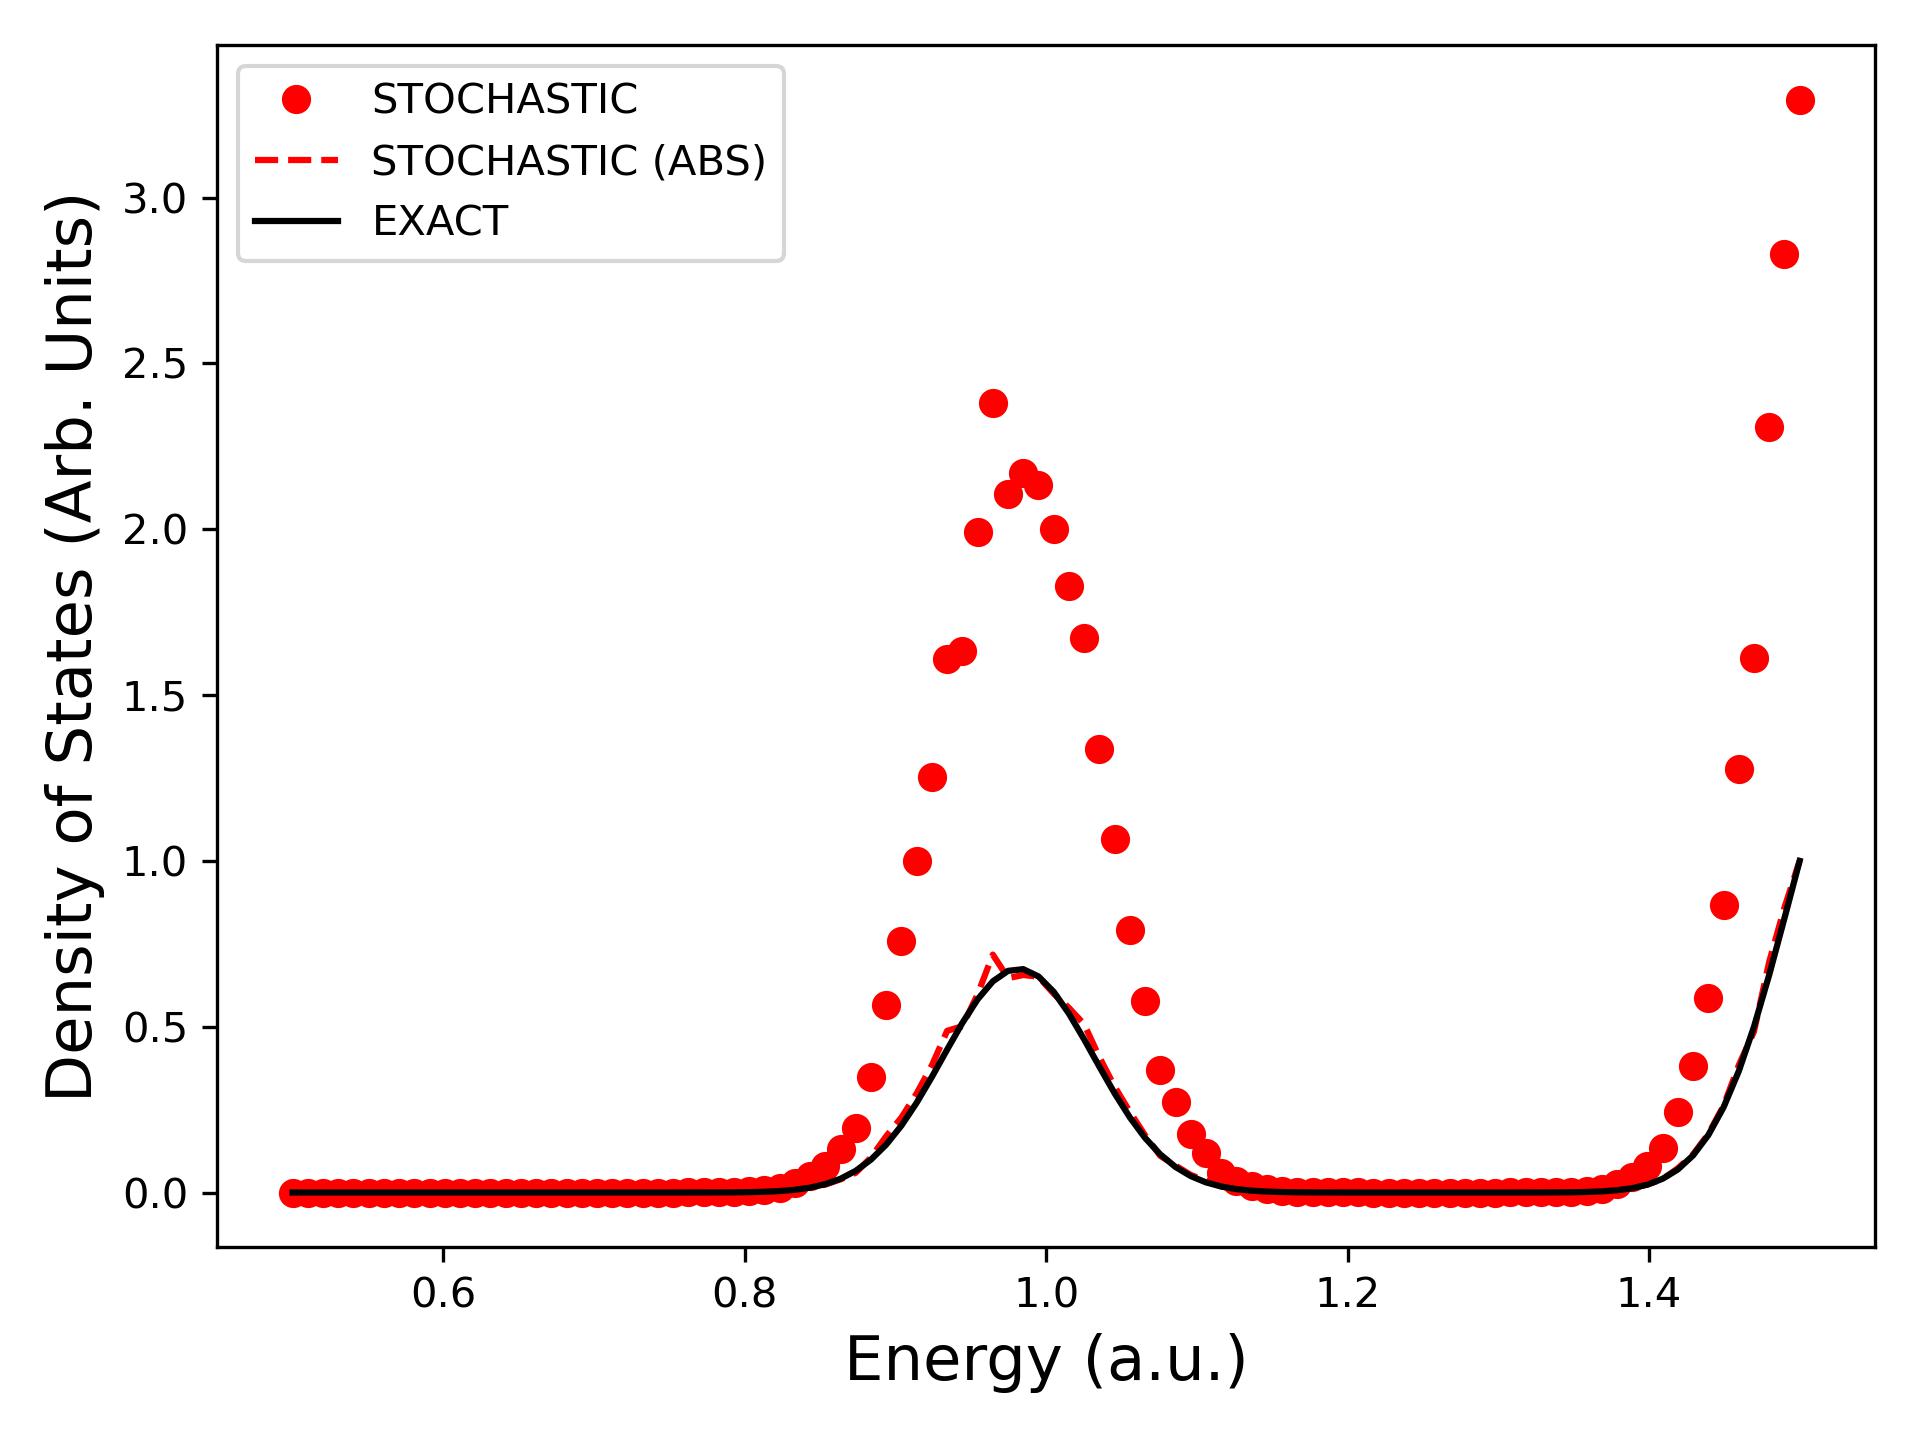 STOCHASTIC
STOCHASTIC (ABS)
EXACT
Density of States (Arb. Units)
3.0
2.5
2.0
1.5
1.0
0.5
0.0
0.6 0.8 1.0 1.2 1.4
Energy (a.u.)